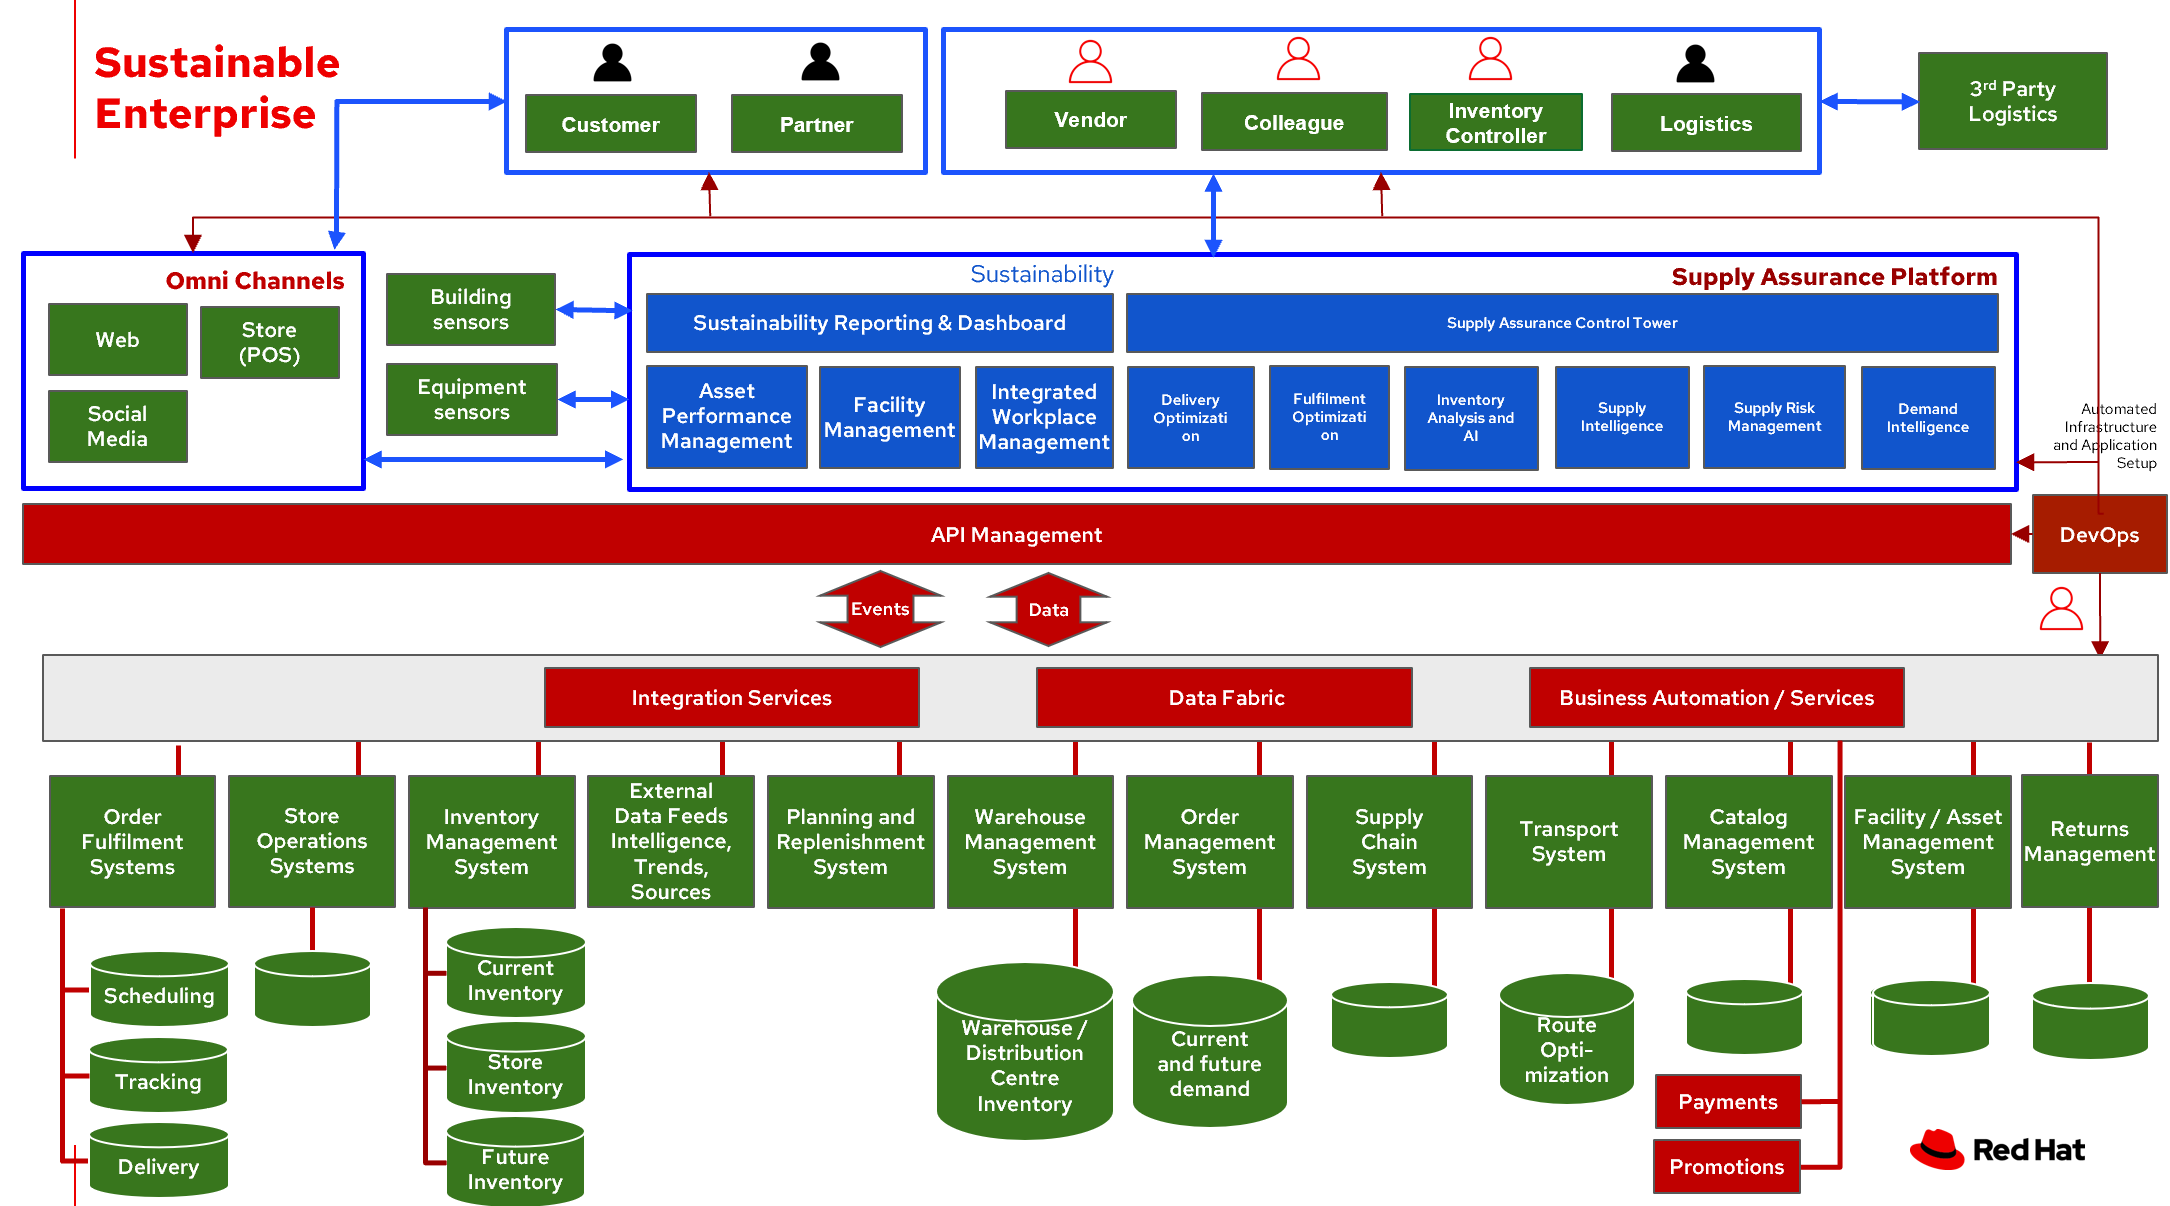 Sustainable
Enterprise
Customer
Partner
Vendor
Colleague
Inventory
Controller
Logistics
3rd Party
Logistics
Omni Channels
Web
Store
(POS)
Social
Media
Building
sensors
Equipment
sensors
Sustainability
Supply Assurance Platform
Sustainability Reporting & Dashboard
Supply Assurance Control Tower
Asset
Performance
Management
Facility
Management
Integrated
Workplace
Management
Delivery
Optimizati
on
Fulfilment
Optimizati
on
Inventory
Analysis and
AI
Supply
Intelligence
Supply Risk
Management
Demand
Intelligence
Automated
Infrastructure
and Application
Setup
API Management
DevOps
Events
Data
Integration Services
Data Fabric
Business Automation / Services
Order
Fulfilment
Systems
Store
Operations
Systems
Inventory
Management
System
External
Data Feeds
Intelligence,
Trends,
Sources
Planning and
Replenishment
System
Warehouse
Management
System
Order
Management
System
Supply
Chain
System
Transport
System
Catalog
Management
System
Facility / Asset
Management
System
Returns
Management
Scheduling
Tracking
Delivery
Current
Inventory
Store
Inventory
Future
Inventory
Warehouse /
Distribution
Centre
Inventory
Current
and future
demand
Route
Opti-
mization
Payments
Promotions
Red Hat